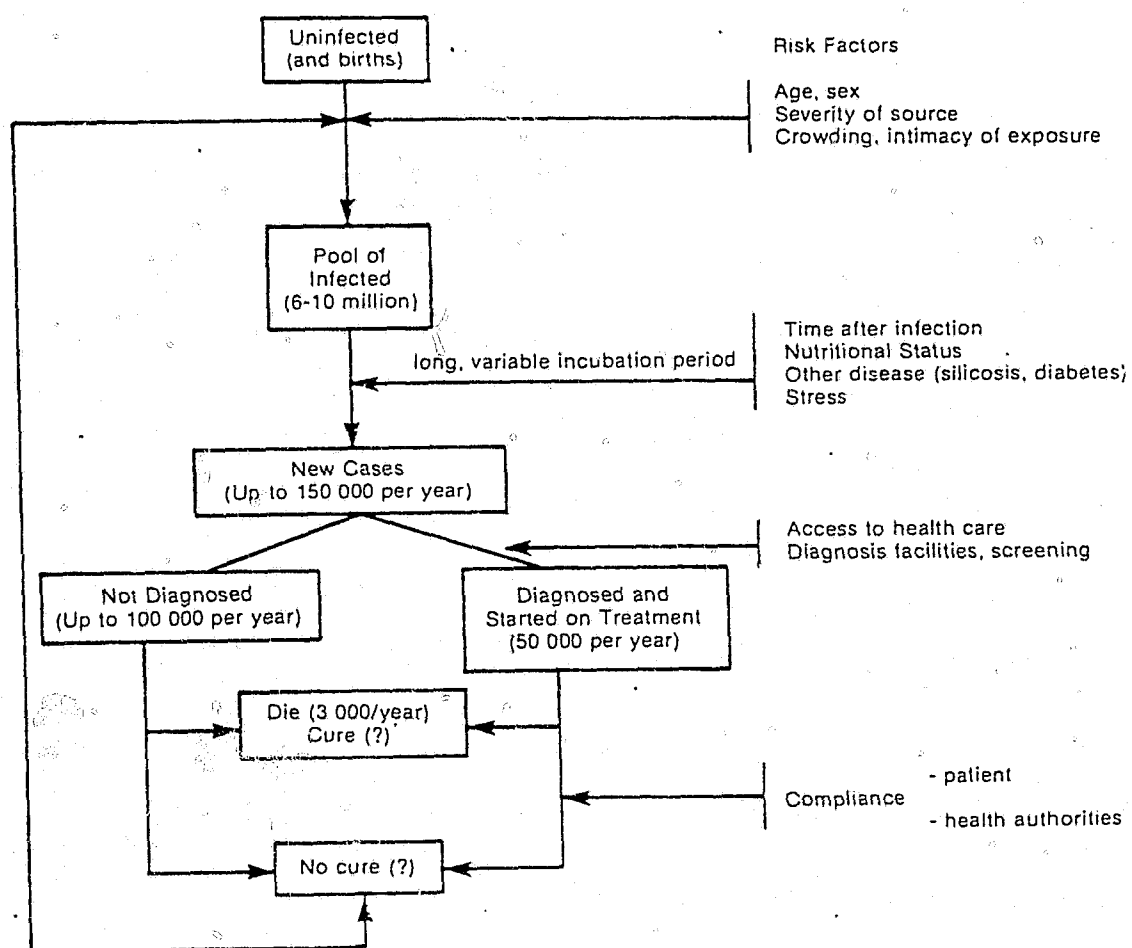 Uninfected
(and births)
Risk Factors
Age, sex
Severity of source
Crowding, intimacy of exposure
Pool of
Infected
(6-10 million)
long, variable incubation period
Time after infection
Nutritional Status
Other disease (silicosis, diabetes)
Stress
New Cases
(Up to 150 000 per year)
Access to health care
Diagnosis facilities, screening
Not Diagnosed
(Up to 100 000 per year)
Diagnosed and
Started on Treatment
(50 000 per year)
Die (3 000/year)
Cure (?)
Compliance
- patient
- health authorities
No cure (?)